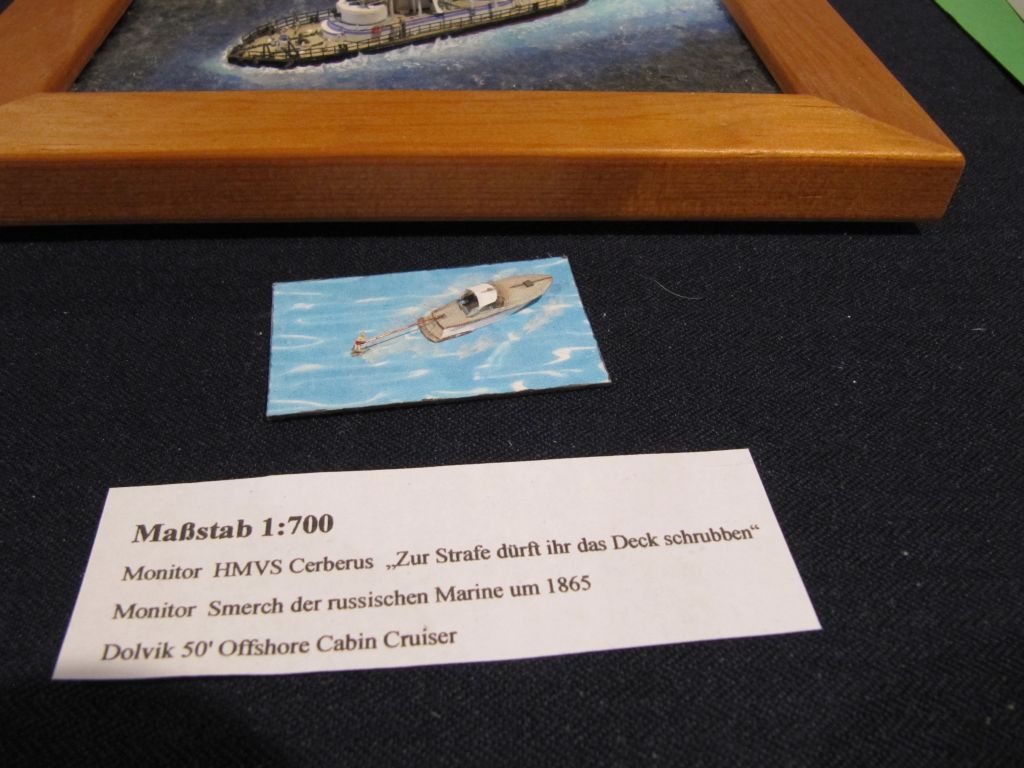 Maßstab 1:700
Monitor HMVS Cerberus „Zur Strafe dürft ihr das Deck schrubben“
Monitor Smerch der russischen Marine um 1865
Dolvik 50' Offshore Cabin Cruiser